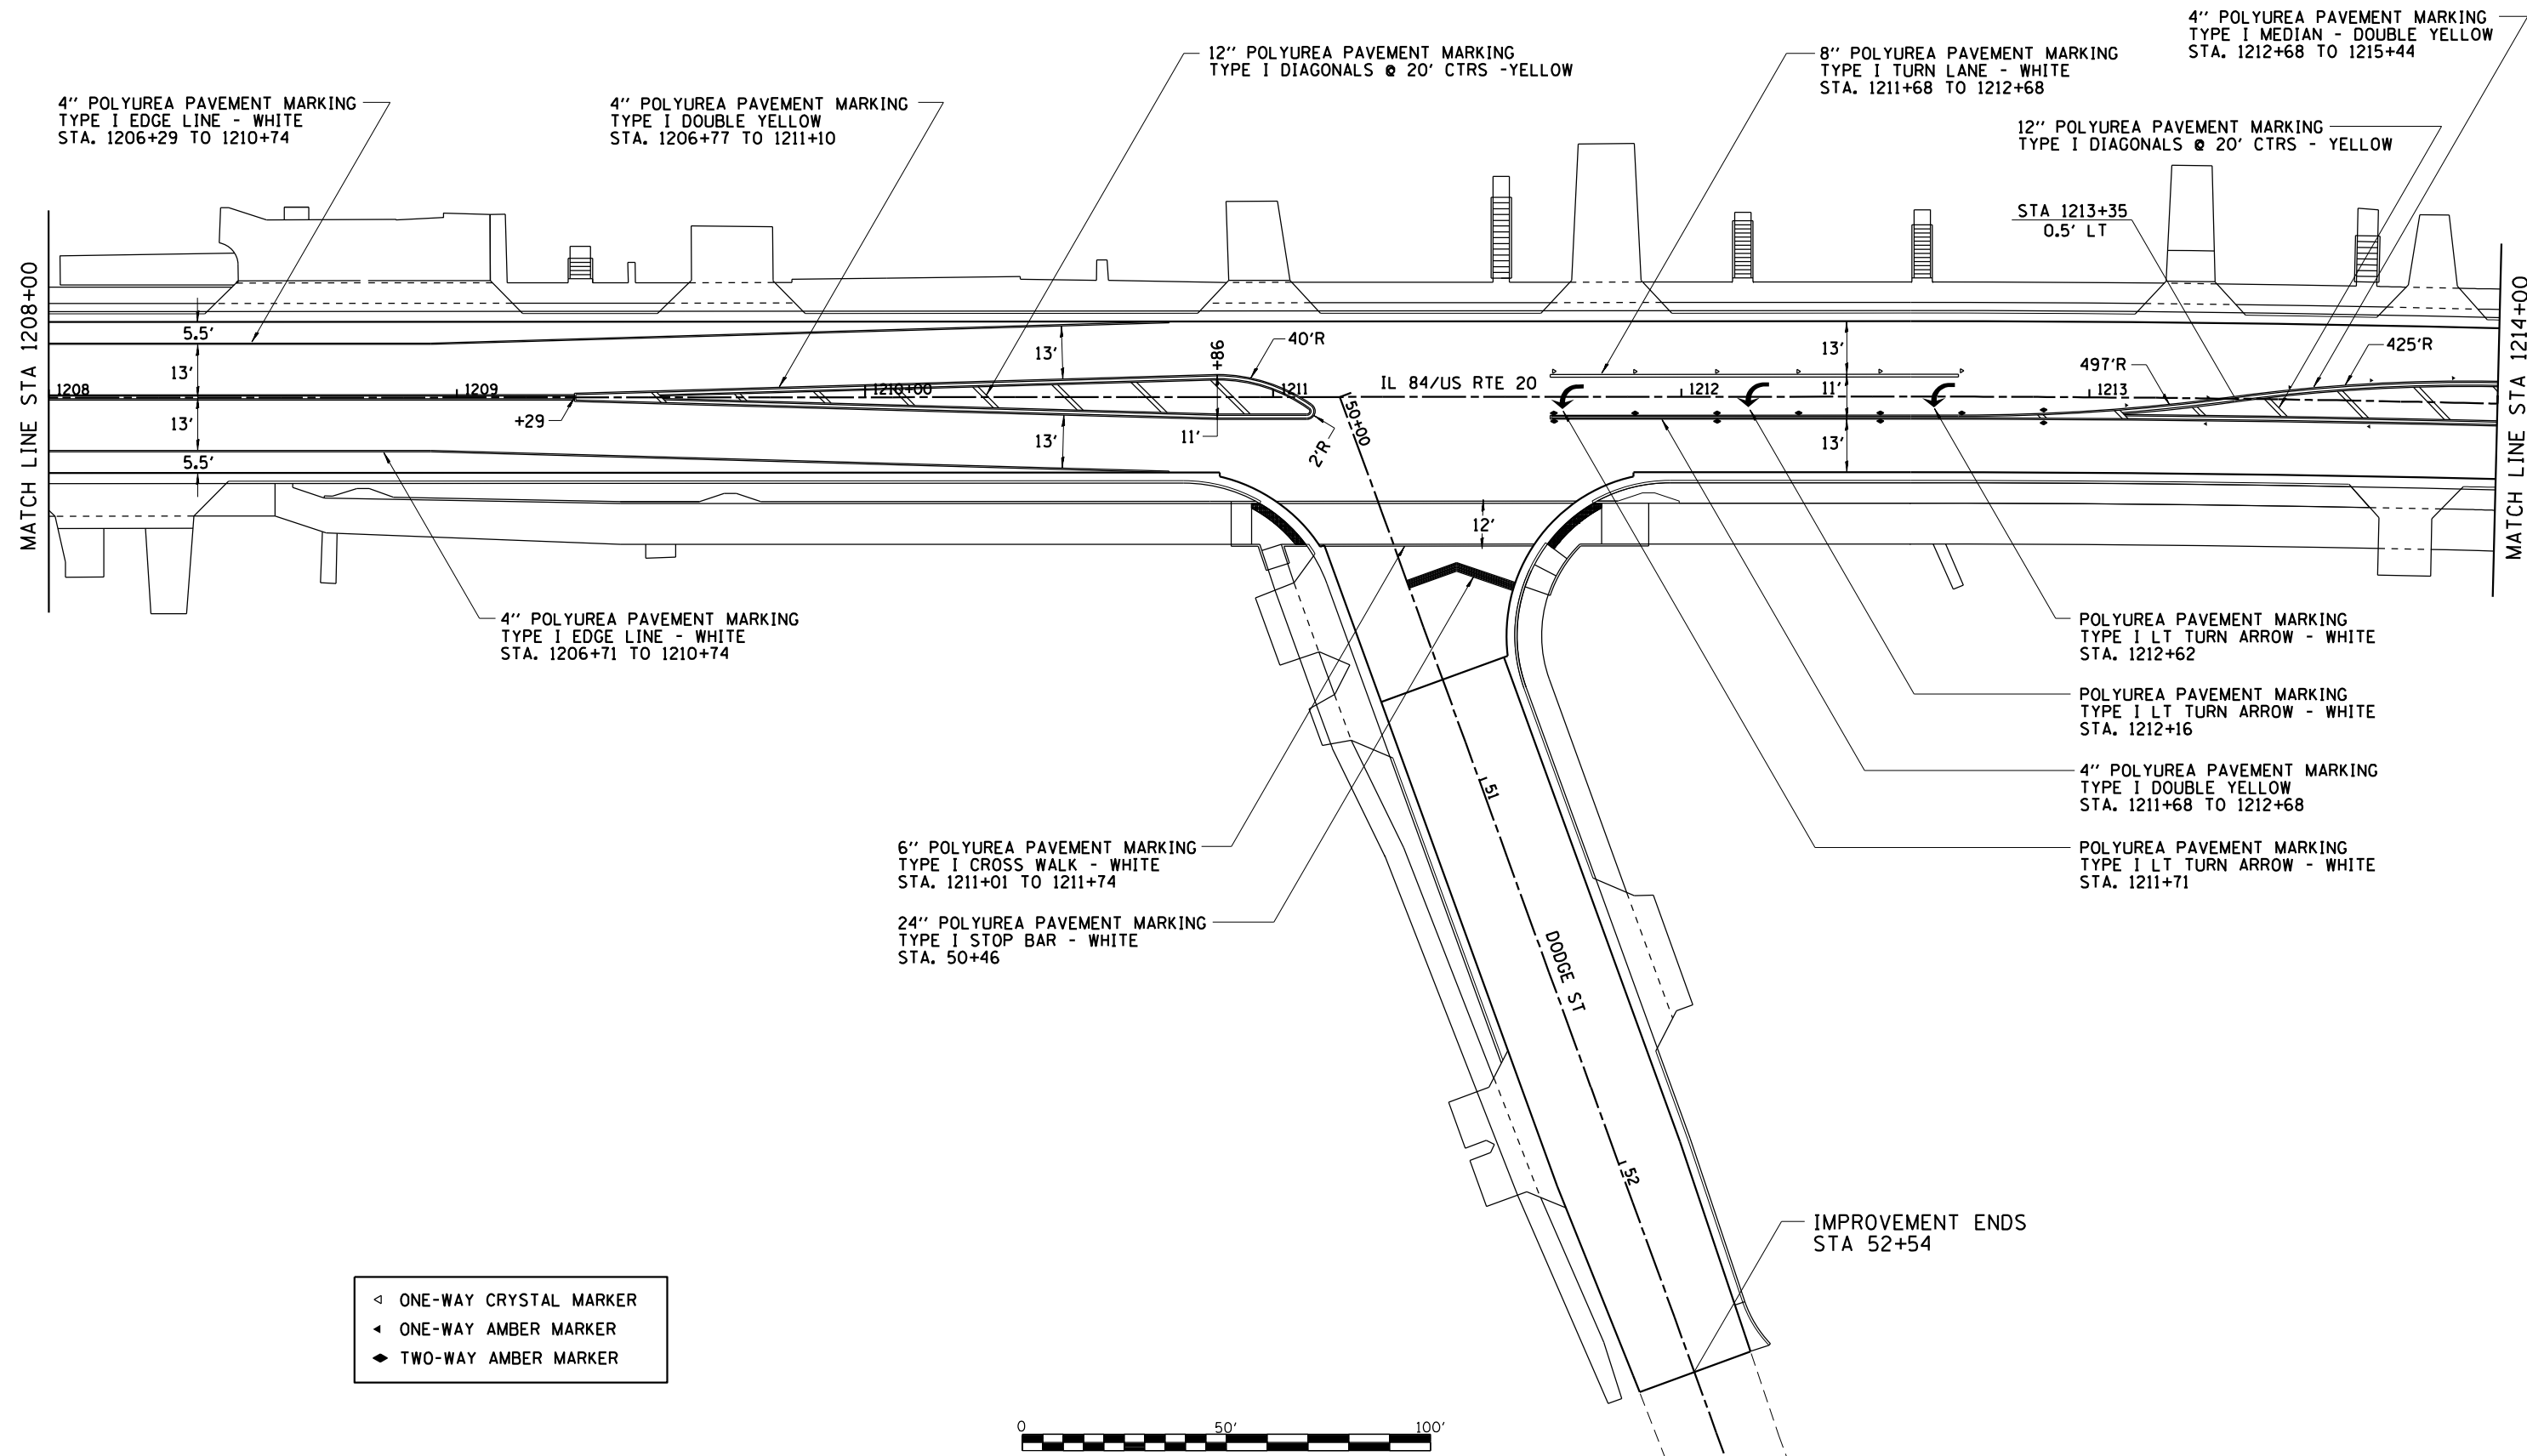 4'' POLYUREA PAVEMENT MARKING
TYPE I MEDIAN - DOUBLE YELLOW
STA. 1212+68 TO 1215+44
12'' POLYUREA PAVEMENT MARKING
TYPE I DIAGONALS @ 20' CTRS -YELLOW
8'' POLYUREA PAVEMENT MARKING
TYPE I TURN LANE - WHITE
STA. 1211+68 TO 1212+68
4'' POLYUREA PAVEMENT MARKING
TYPE I EDGE LINE - WHITE
STA. 1206+29 TO 1210+74
4'' POLYUREA PAVEMENT MARKING
TYPE I DOUBLE YELLOW
STA. 1206+77 TO 1211+10
12'' POLYUREA PAVEMENT MARKING
TYPE I DIAGONALS @ 20' CTRS - YELLOW
STA 1213+35
0.5' LT
MATCH LINE STA 1208+00
MATCH LINE STA 1214+00
5.5'
13'
13'
5.5'
1208
1209
1210+00
1211
1212
1213
+29
13'
13'
+86
11'
40'R
2'R
IL 84/US RTE 20
50+00
13'
11'
13'
497'R
425'R
12'
4'' POLYUREA PAVEMENT MARKING
TYPE I EDGE LINE - WHITE
STA. 1206+71 TO 1210+74
POLYUREA PAVEMENT MARKING
TYPE I LT TURN ARROW - WHITE
STA. 1212+62
POLYUREA PAVEMENT MARKING
TYPE I LT TURN ARROW - WHITE
STA. 1212+16
4'' POLYUREA PAVEMENT MARKING
TYPE I DOUBLE YELLOW
STA. 1211+68 TO 1212+68
POLYUREA PAVEMENT MARKING
TYPE I LT TURN ARROW - WHITE
STA. 1211+71
6'' POLYUREA PAVEMENT MARKING
TYPE I CROSS WALK - WHITE
STA. 1211+01 TO 1211+74
24'' POLYUREA PAVEMENT MARKING
TYPE I STOP BAR - WHITE
STA. 50+46
51
DODGE ST
52
IMPROVEMENT ENDS
STA 52+54
ONE-WAY CRYSTAL MARKER
ONE-WAY AMBER MARKER
TWO-WAY AMBER MARKER
0 50' 100'